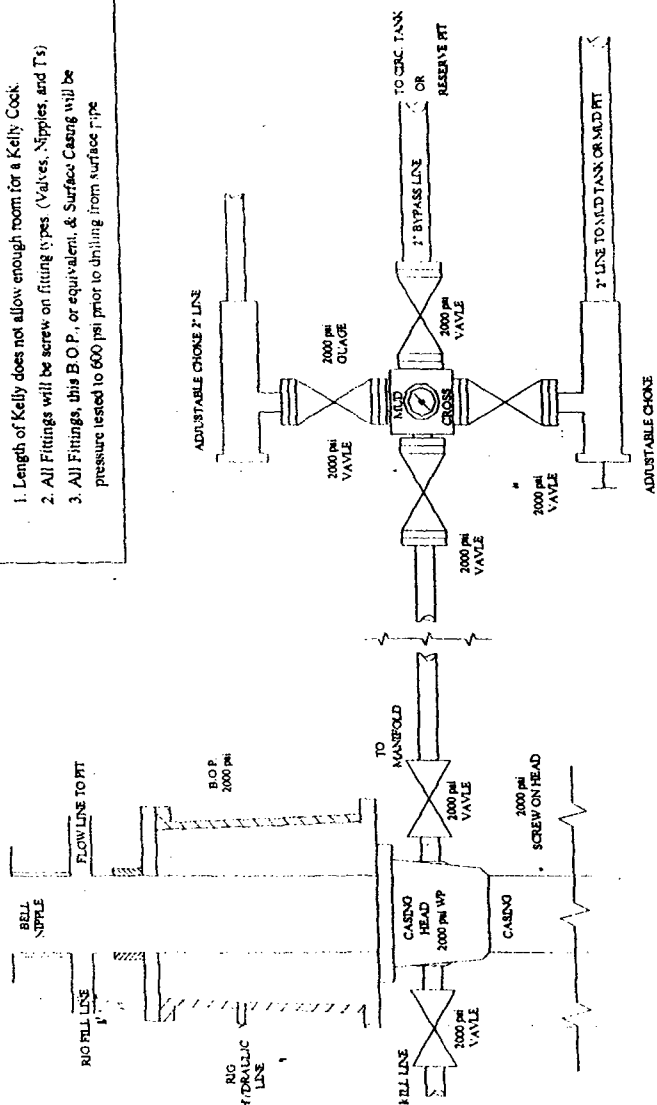 1. Length of Kelly does not allow enough room for a Kelly Cock.
2. All Fittings will be screw on fitting types. (Valves, Nipples, and T's)
3. All Fittings, this B.O.P., or equivalent, & Surface Casing will be
pressure tested to 600 psi prior to drilling from surface pipe
BELL
NIPPLE
RIG FILL LINE
FLOW LINE TO PIT
B.O.P.
2000 psi
RIG
HYDRAULIC
LINE
CASING
HEAD
2000 psi WP
KILL LINE
2000 psi
VAVLE
TO
MANIFOLD
2000 psi
VAVLE
CASING
2000 psi
SCREW ON HEAD
ADJUSTABLE CHOKE 2" LINE
2000 psi
GUAGE
2000 psi
VAVLE
MUD
CROSS
2000 psi
VAVLE
2000 psi
VAVLE
2000 psi
VAVLE
2" BYPASS LINE
TO CIRC. TANK
OR
RESERVE PIT
2" LINE TO MUD TANK OR MUD PIT
ADJUSTABLE CHOKE